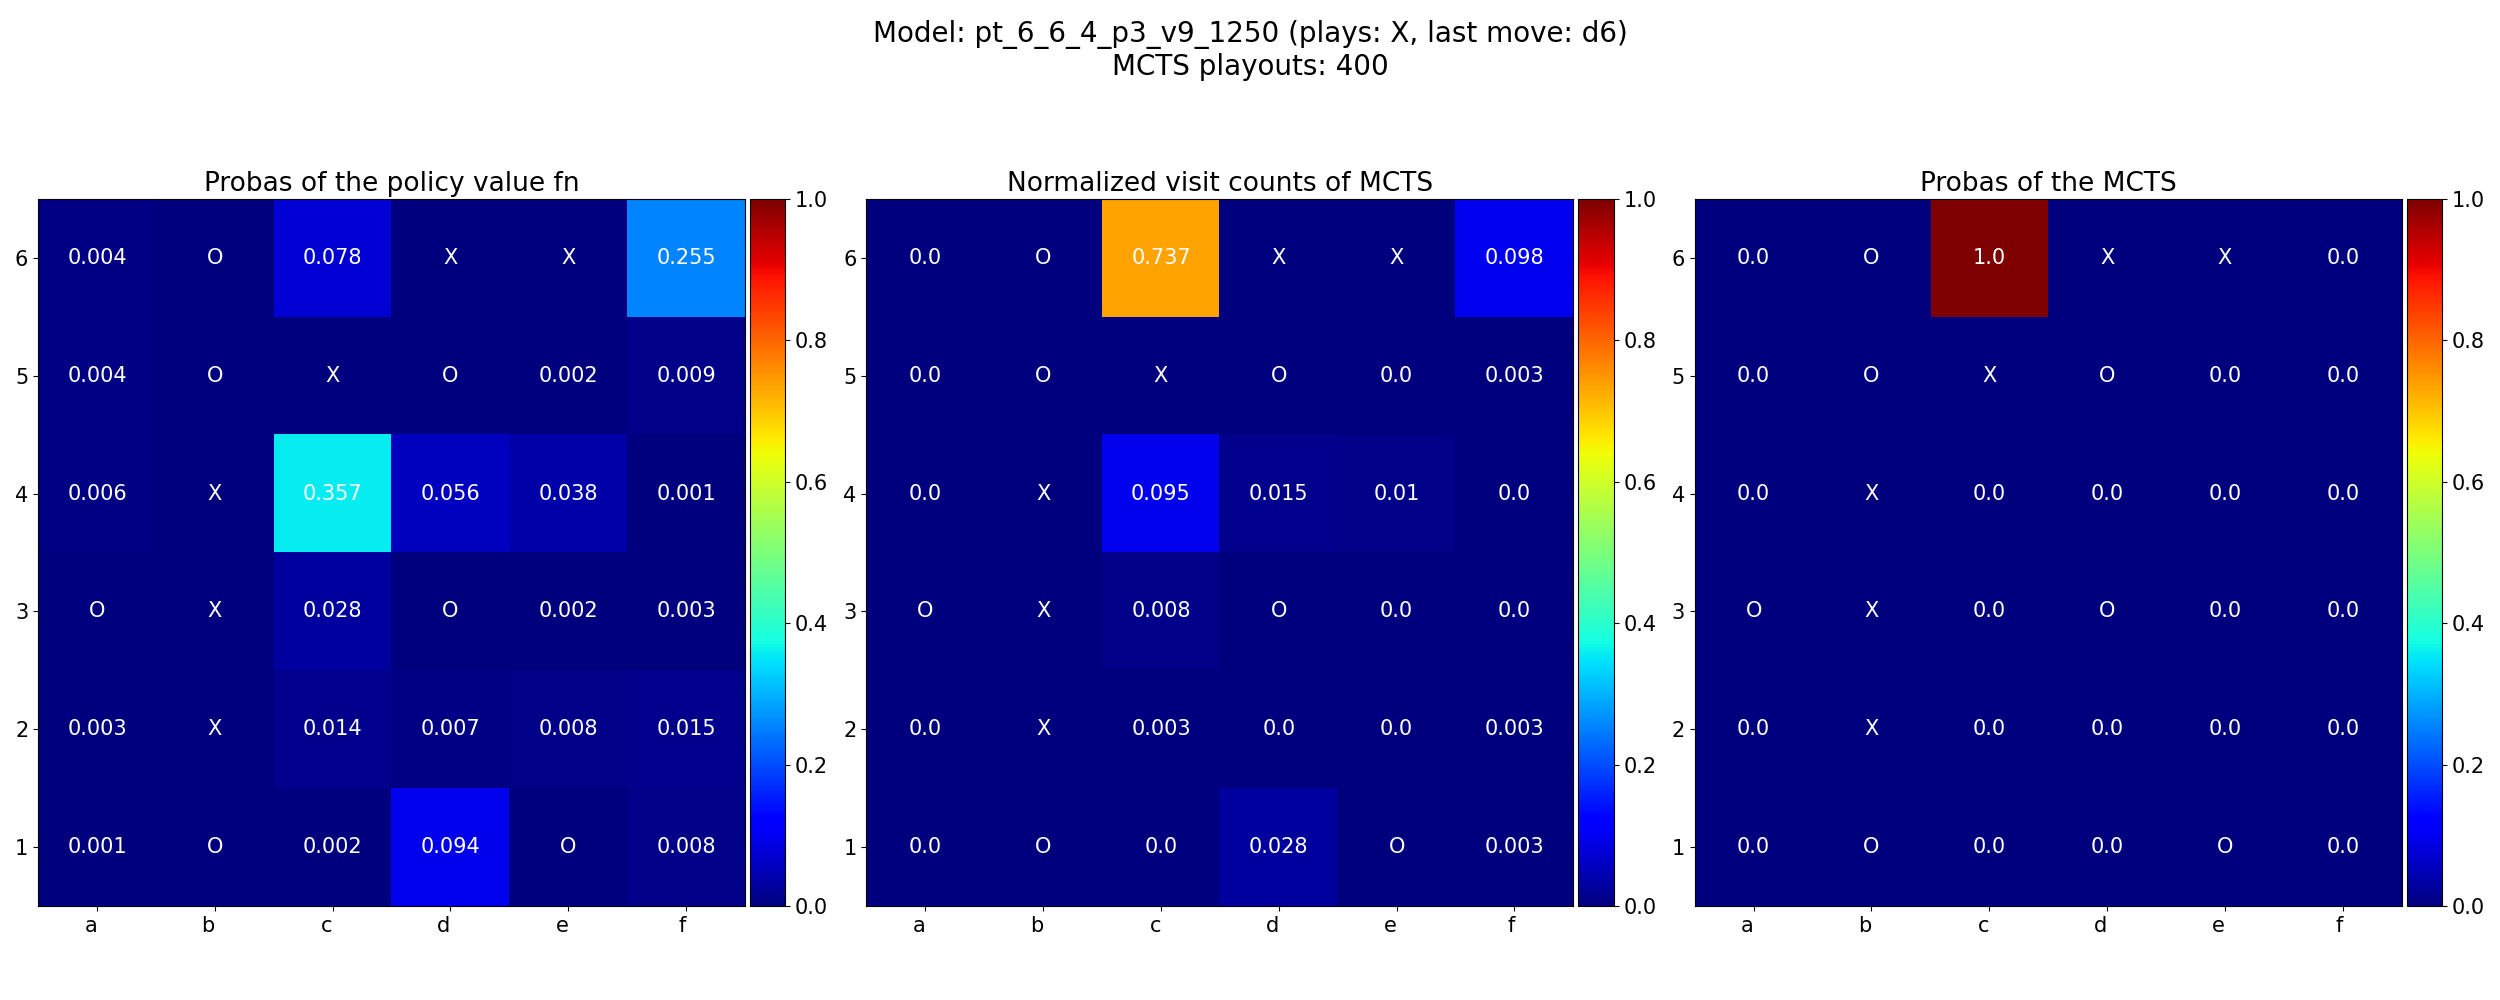 Model: pt_6_6_4_p3_v9_1250 (plays: X, last move: d6)
MCTS playouts: 400
Probas of the policy value fn
6 0.004 O 0.078 X X 0.255
5 0.004 O X O 0.002 0.009
4 0.006 X 0.357 0.056 0.038 0.001
3 O X 0.028 O 0.002 0.003
2 0.003 X 0.014 0.007 0.008 0.015
1 0.001 O 0.002 0.094 O 0.008
a b c d e f
1.0
0.8
0.6
0.4
0.2
0.0
Normalized visit counts of MCTS
6 0.0 O 0.737 X X 0.098
5 0.0 O X O 0.0 0.003
4 0.0 X 0.095 0.015 0.01 0.0
3 O X 0.008 O 0.0 0.0
2 0.0 X 0.003 0.0 0.0 0.003
1 0.0 O 0.0 0.028 O 0.003
a b c d e f
1.0
0.8
0.6
0.4
0.2
0.0
Probas of the MCTS
6 0.0 O 1.0 X X 0.0
5 0.0 O X O 0.0 0.0
4 0.0 X 0.0 0.0 0.0 0.0
3 O X 0.0 O 0.0 0.0
2 0.0 X 0.0 0.0 0.0 0.0
1 0.0 O 0.0 0.0 O 0.0
a b c d e f
1.0
0.8
0.6
0.4
0.2
0.0